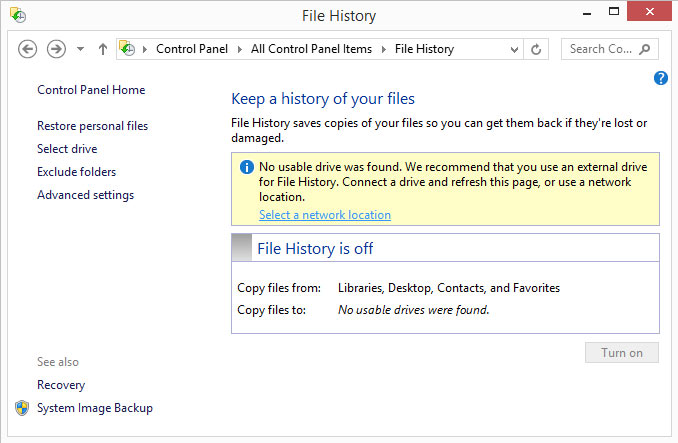 File History
Control Panel > All Control Panel Items > File History
Search Co...
Control Panel Home
Restore personal files
Select drive
Exclude folders
Advanced settings
Keep a history of your files
File History saves copies of your files so you can get them back if they're lost or
damaged.
No usable drive was found. We recommend that you use an external drive
for File History. Connect a drive and refresh this page, or use a network
location.
Select a network location
File History is off
Copy files from: Libraries, Desktop, Contacts, and Favorites
Copy files to: No usable drives were found.
Turn on
See also
Recovery
System Image Backup